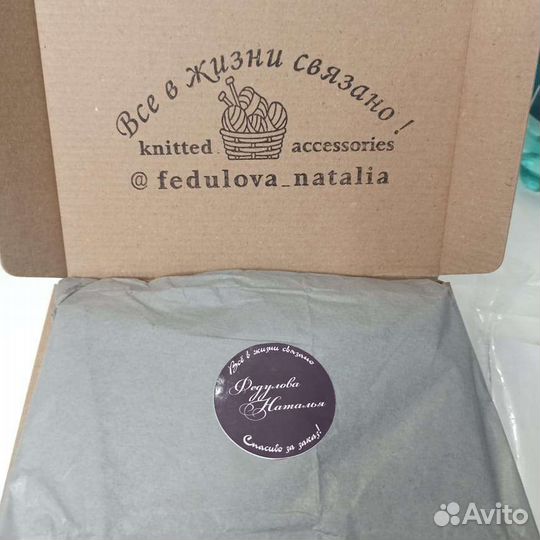 Все в жизни связано!
knitted accessories
@ fedulova_natalia
Всё в жизни связано
Федулова
Наталья
Спасибо за заказ!
Avito